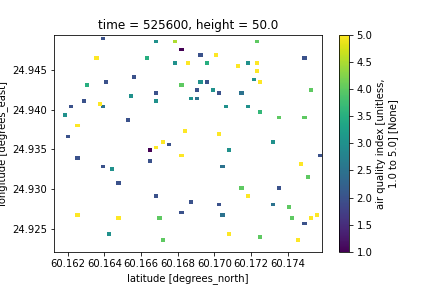 time = 525600, height = 50.0
24.945
24.940
24.935
24.930
24.925
60.162 60.164 60.166 60.168 60.170 60.172 60.174
latitude [degrees_north]
longitude [degrees_east]
5.0
4.5
4.0
3.5
3.0
2.5
2.0
1.5
1.0
air quality index [unitless,
1.0 to 5.0] [None]